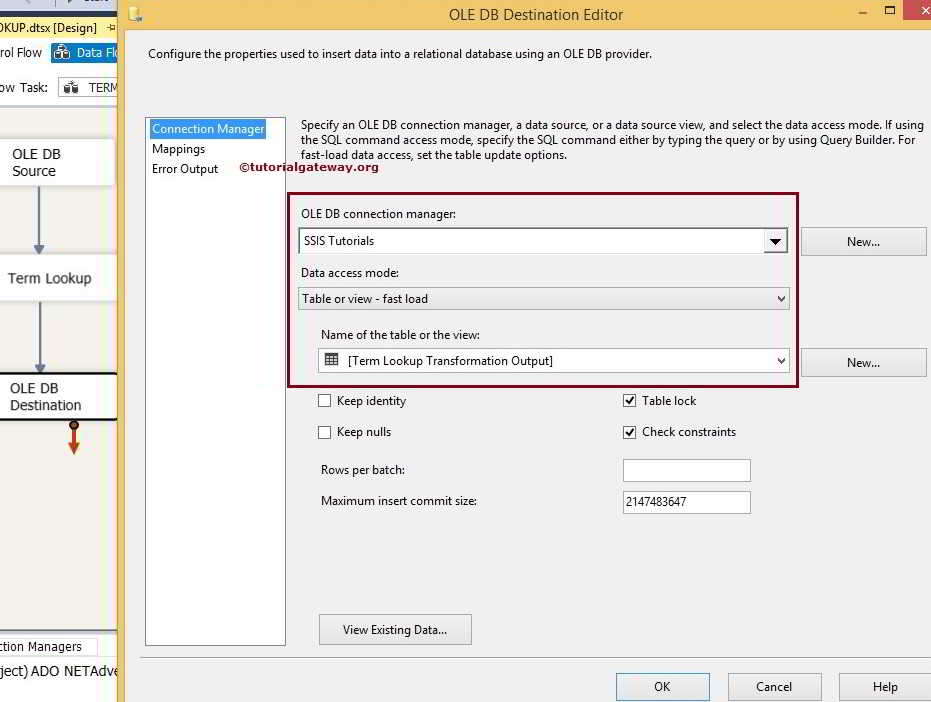 OLE DB Destination Editor
OKUP.dtsx [Design]
rol Flow
Data Flo
ow Task:
TERM
OLE DB
Source
Term Lookup
OLE DB
Destination
ction Managers
ject) ADO NETAdve
Configure the properties used to insert data into a relational database using an OLE DB provider.
Connection Manager
Mappings
Error Output
©tutorialgateway.org
Specify an OLE DB connection manager, a data source, or a data source view, and select the data access mode. If using
the SQL command access mode, specify the SQL command either by typing the query or by using Query Builder. For
fast-load data access, set the table update options.
OLE DB connection manager:
SSIS Tutorials
New...
Data access mode:
Table or view - fast load
Name of the table or the view:
[Term Lookup Transformation Output]
New...
Keep identity
Table lock
Keep nulls
Check constraints
Rows per batch:
Maximum insert commit size:
2147483647
View Existing Data...
OK
Cancel
Help